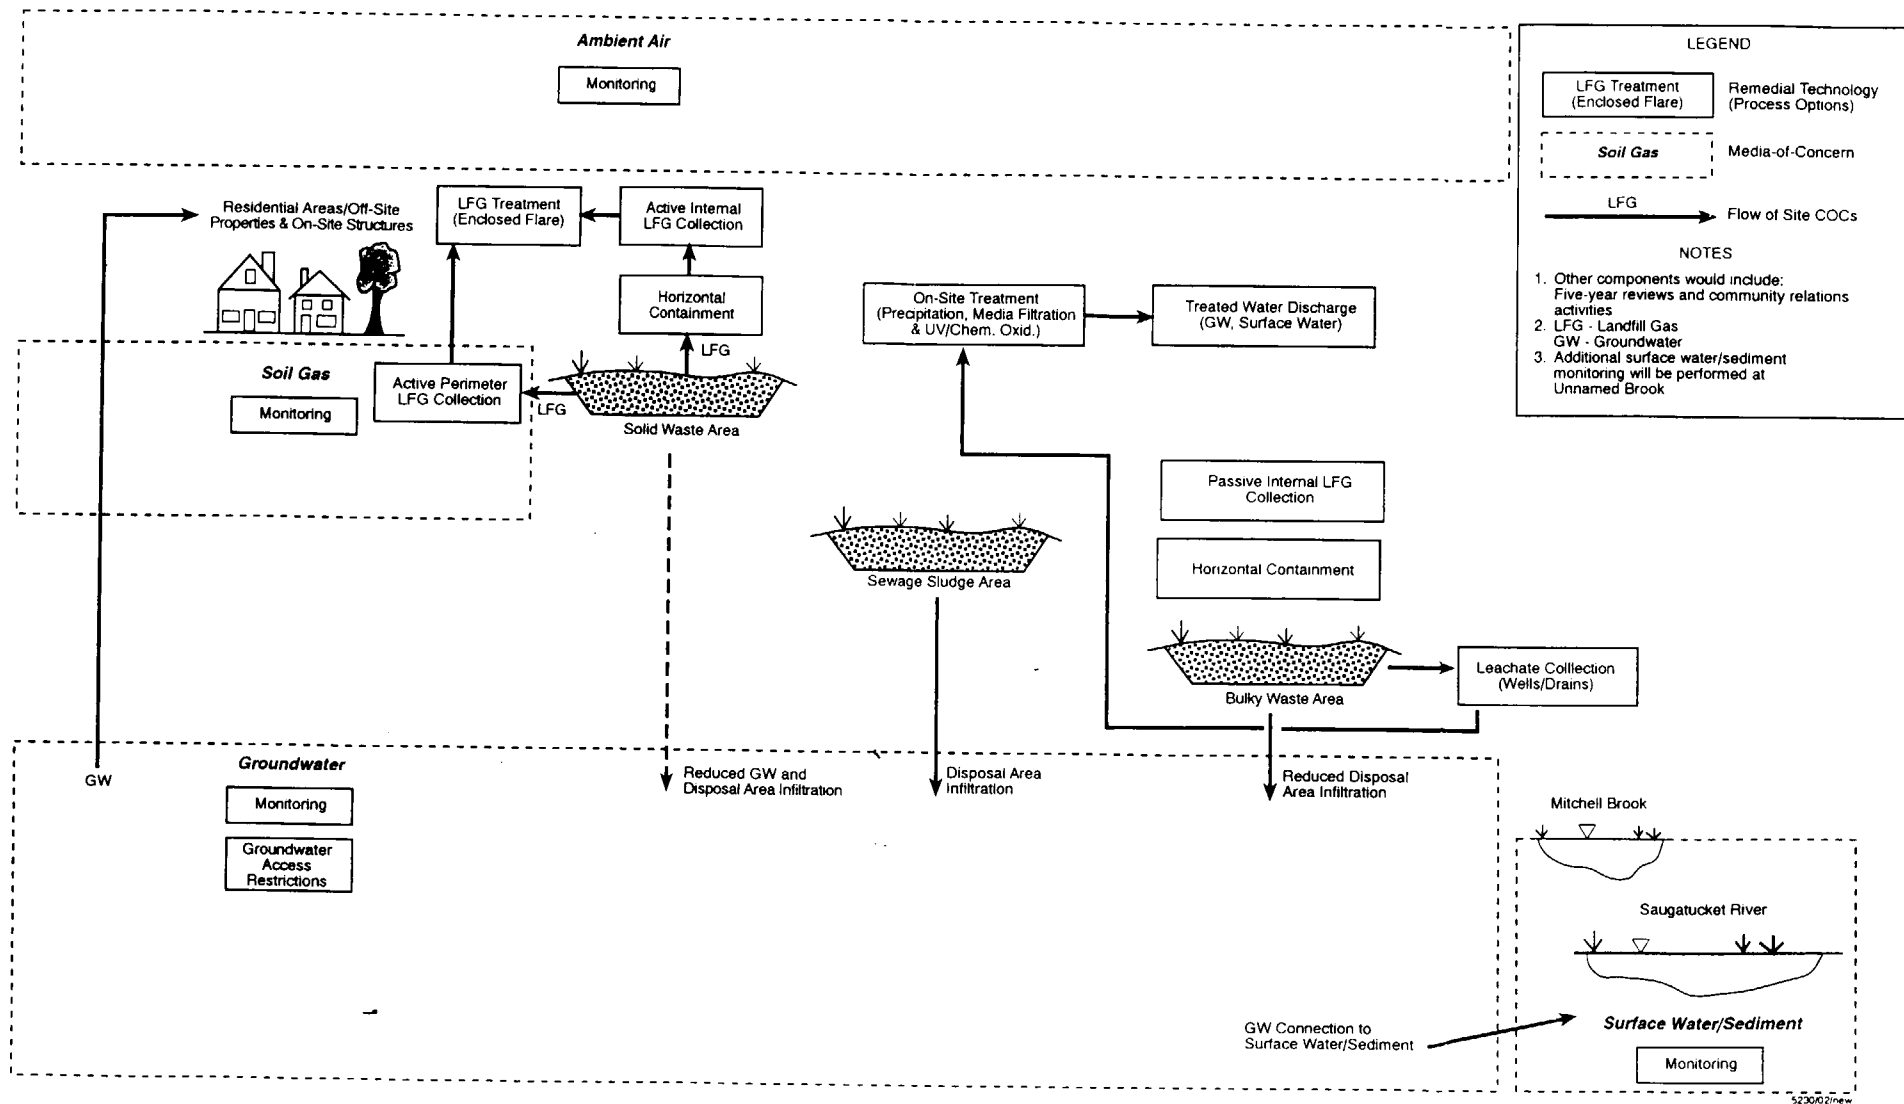 Ambient Air
Monitoring
LEGEND
LFG Treatment
(Enclosed Flare)
Remedial Technology
(Process Options)
Soil Gas
Media-of-Concern
LFG
Flow of Site COCs
NOTES
1. Other components would include:
Five-year reviews and community relations
activities
2. LFG - Landfill Gas
GW - Groundwater
3. Additional surface water/sediment
monitoring will be performed at
Unnamed Brook
Residential Areas/Off-Site
Properties & On-Site Structures
LFG Treatment
(Enclosed Flare)
Active Internal
LFG Collection
Horizontal
Containment
LFG
On-Site Treatment
(Precipitation, Media Filtration
& UV/Chem. Oxid.)
Treated Water Discharge
(GW, Surface Water)
Soil Gas
Monitoring
Active Perimeter
LFG Collection
LFG
Solid Waste Area
Passive Internal LFG
Collection
Horizontal Containment
Sewage Sludge Area
Bulky Waste Area
Leachate Colllection
(Wells/Drains)
GW
Groundwater
Monitoring
Groundwater
Access
Restrictions
Reduced GW and
Disposal Area Infiltration
Disposal Area
Infiltration
Reduced Disposal
Area Infiltration
Mitchell Brook
Saugatucket River
GW Connection to
Surface Water/Sediment
Surface Water/Sediment
Monitoring
5230/02/new